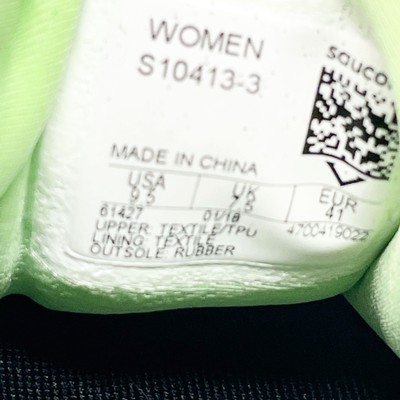 WOMEN
S10413-3
sauco
MADE IN CHINA
USA UK EUR
9.5 7.5 41
61427 01/18 4700419022
UPPER TEXTILE/TPU
LINING TEXTILE
OUTSOLE RUBBER